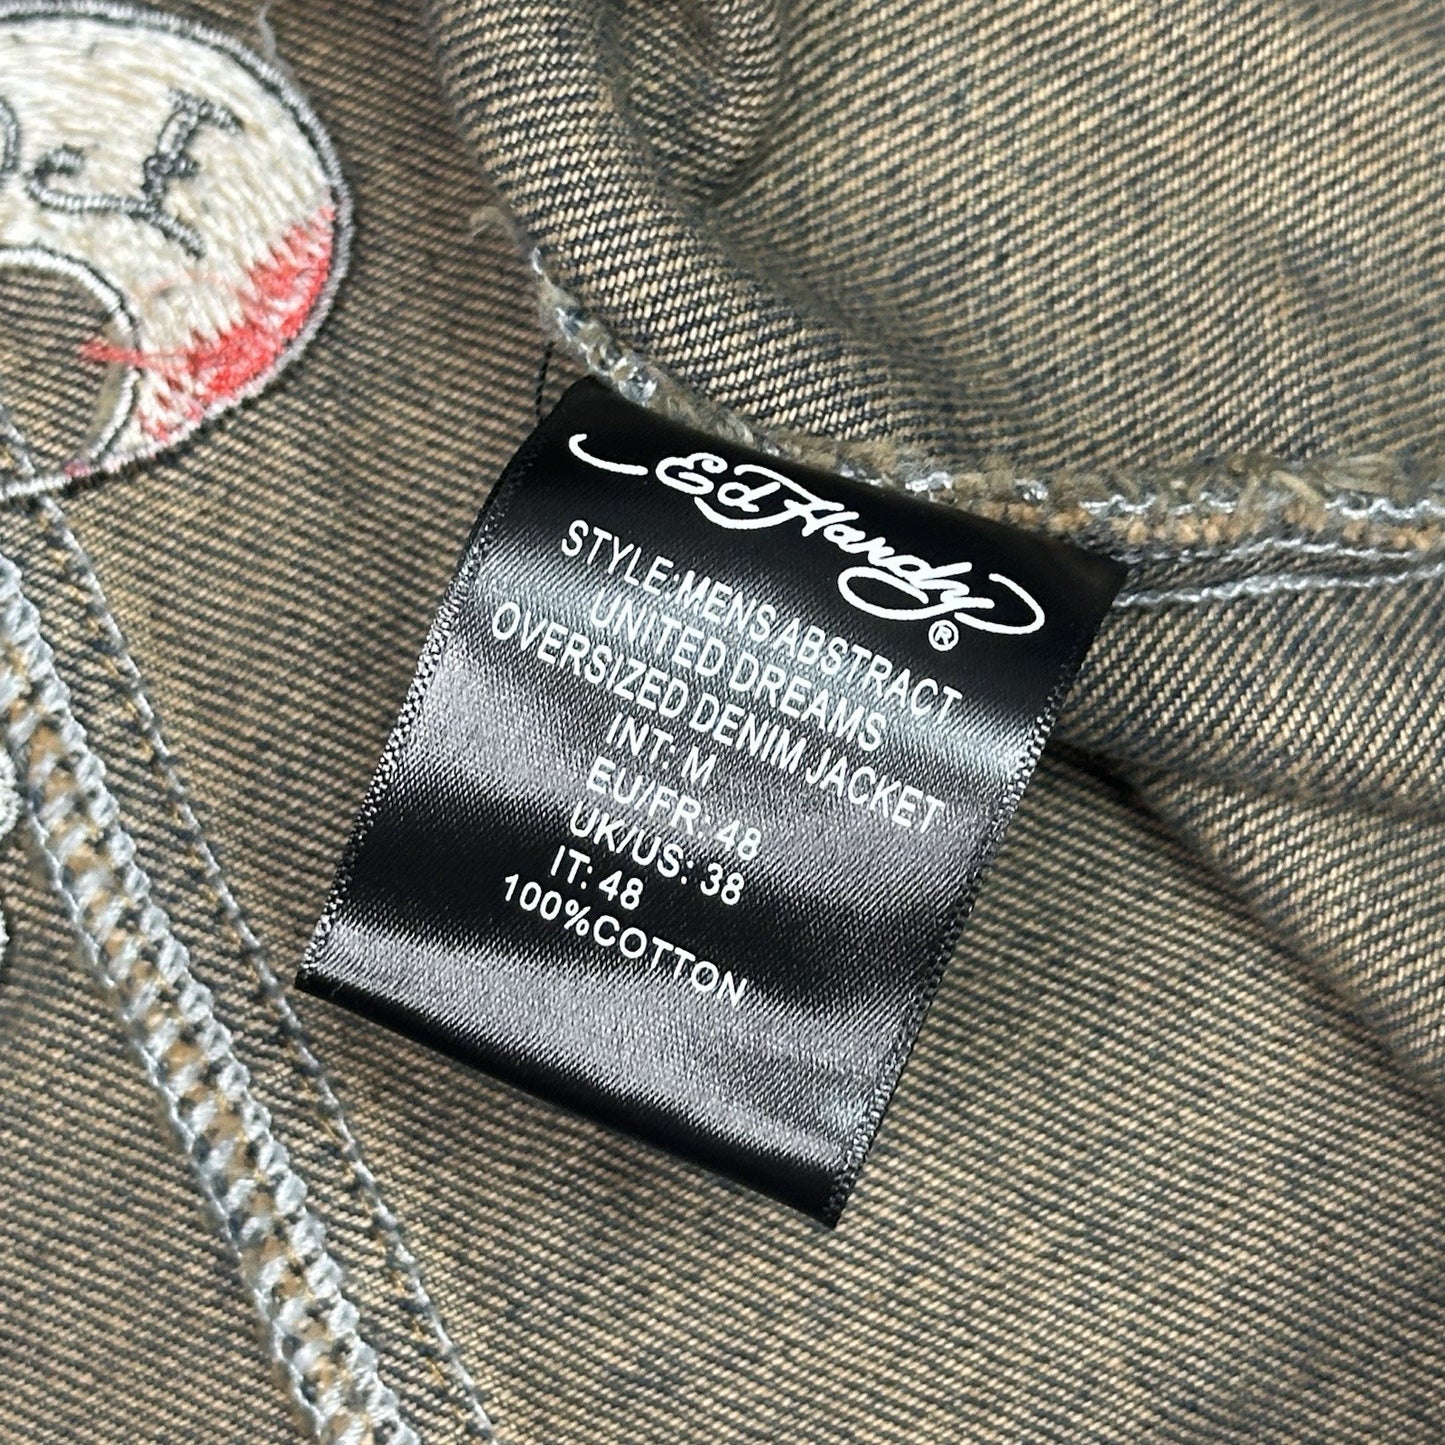 Ed Hardy ®
STYLE:MENS ABSTRACT
UNITED DREAMS
OVERSIZED DENIM JACKET
INT: M
EU/FR: 48
UK/US: 38
IT: 48
100%COTTON